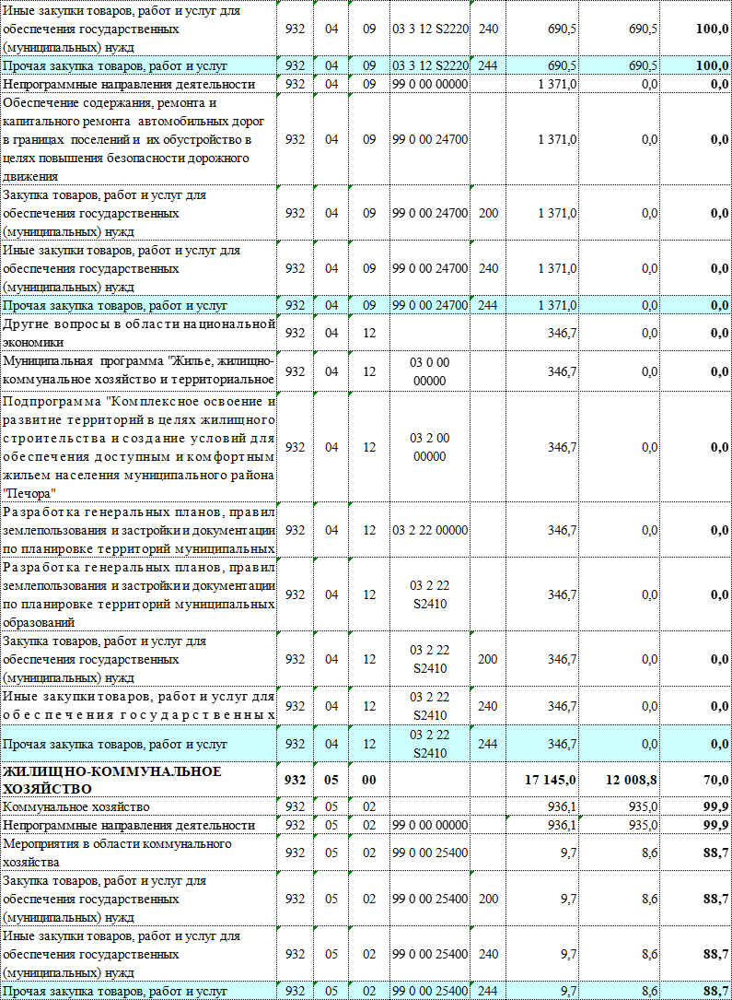 Иные закупки товаров, работ и услуг для
обеспечения государственных
(муниципальных) нужд 932 04 09 03 3 12 S2220 240 690,5 690,5 100,0
Прочая закупка товаров, работ и услуг 932 04 09 03 3 12 S2220 244 690,5 690,5 100,0
Непрограммные направления деятельности 932 04 09 99 0 00 00000 1 371,0 0,0 0,0
Обеспечение содержания, ремонта и
капитального ремонта автомобильных дорог
в границах поселений и их обустройство в
целях повышения безопасности дорожного
движения 932 04 09 99 0 00 24700 1 371,0 0,0 0,0
Закупка товаров, работ и услуг для
обеспечения государственных
(муниципальных) нужд 932 04 09 99 0 00 24700 200 1 371,0 0,0 0,0
Иные закупки товаров, работ и услуг для
обеспечения государственных
(муниципальных) нужд 932 04 09 99 0 00 24700 240 1 371,0 0,0 0,0
Прочая закупка товаров, работ и услуг 932 04 09 99 0 00 24700 244 1 371,0 0,0 0,0
Другие вопросы в области национальной
экономики 932 04 12 346,7 0,0 0,0
Муниципальная программа "Жилье, жилищно-
коммунальное хозяйство и территориальное 932 04 12 03 0 00
00000 346,7 0,0 0,0
Подпрограмма "Комплексное освоение и
развитие территорий в целях жилищного
строительства и создание условий для
обеспечения доступным и комфортным
жильем населения муниципального района
"Печора" 932 04 12 03 2 00
00000 346,7 0,0 0,0
Разработка генеральных планов, правил
землепользования и застройки и документации
по планировке территорий муниципальных 932 04 12 03 2 22 00000 346,7 0,0 0,0
Разработка генеральных планов, правил
землепользования и застройки и документации
по планировке территорий муниципальных
образований 932 04 12 03 2 22
S2410 346,7 0,0 0,0
Закупка товаров, работ и услуг для
обеспечения государственных
(муниципальных) нужд 932 04 12 03 2 22
S2410 200 346,7 0,0 0,0
Иные закупки товаров, работ и услуг для
обеспечения государственных 932 04 12 03 2 22
S2410 240 346,7 0,0 0,0
Прочая закупка товаров, работ и услуг 932 04 12 03 2 22
S2410 244 346,7 0,0 0,0
ЖИЛИЩНО-КОММУНАЛЬНОЕ
ХОЗЯЙСТВО 932 05 00 17 145,0 12 008,8 70,0
Коммунальное хозяйство 932 05 02 936,1 935,0 99,9
Непрограммные направления деятельности 932 05 02 99 0 00 00000 936,1 935,0 99,9
Мероприятия в области коммунального
хозяйства 932 05 02 99 0 00 25400 9,7 8,6 88,7
Закупка товаров, работ и услуг для
обеспечения государственных
(муниципальных) нужд 932 05 02 99 0 00 25400 200 9,7 8,6 88,7
Иные закупки товаров, работ и услуг для
обеспечения государственных
(муниципальных) нужд 932 05 02 99 0 00 25400 240 9,7 8,6 88,7
Прочая закупка товаров, работ и услуг 932 05 02 99 0 00 25400 244 9,7 8,6 88,7